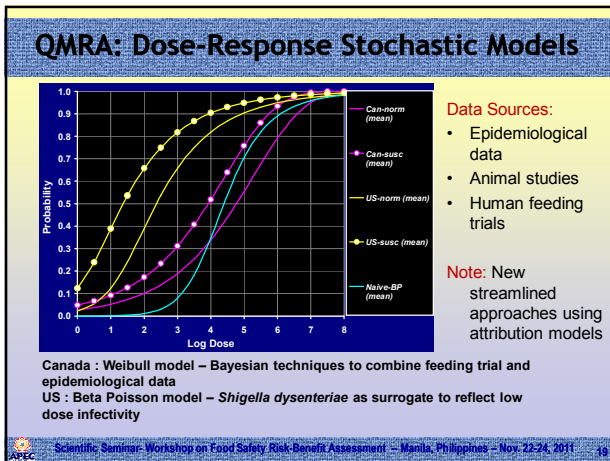 QMRA: Dose-Response Stochastic Models
1.0
0.9
0.8
0.7
0.6
0.5
0.4
0.3
0.2
0.1
0.0
0
1
2
3
4
5
6
7
8
Probability
Log Dose
Can-norm
(mean)
Can-susc
(mean)
US-norm (mean)
US-susc (mean)
Naive-BP
(mean)
Data Sources:
• Epidemiological
data
• Animal studies
• Human feeding
trials
Note: New
streamlined
approaches using
attribution models
Canada : Weibull model – Bayesian techniques to combine feeding trial and
epidemiological data
US : Beta Poisson model – Shigella dysenteriae as surrogate to reflect low
dose infectivity
APEC
Scientific Seminar- Workshop on Food Safety Risk-Benefit Assessment – Manila, Philippines – Nov. 22-24, 2011